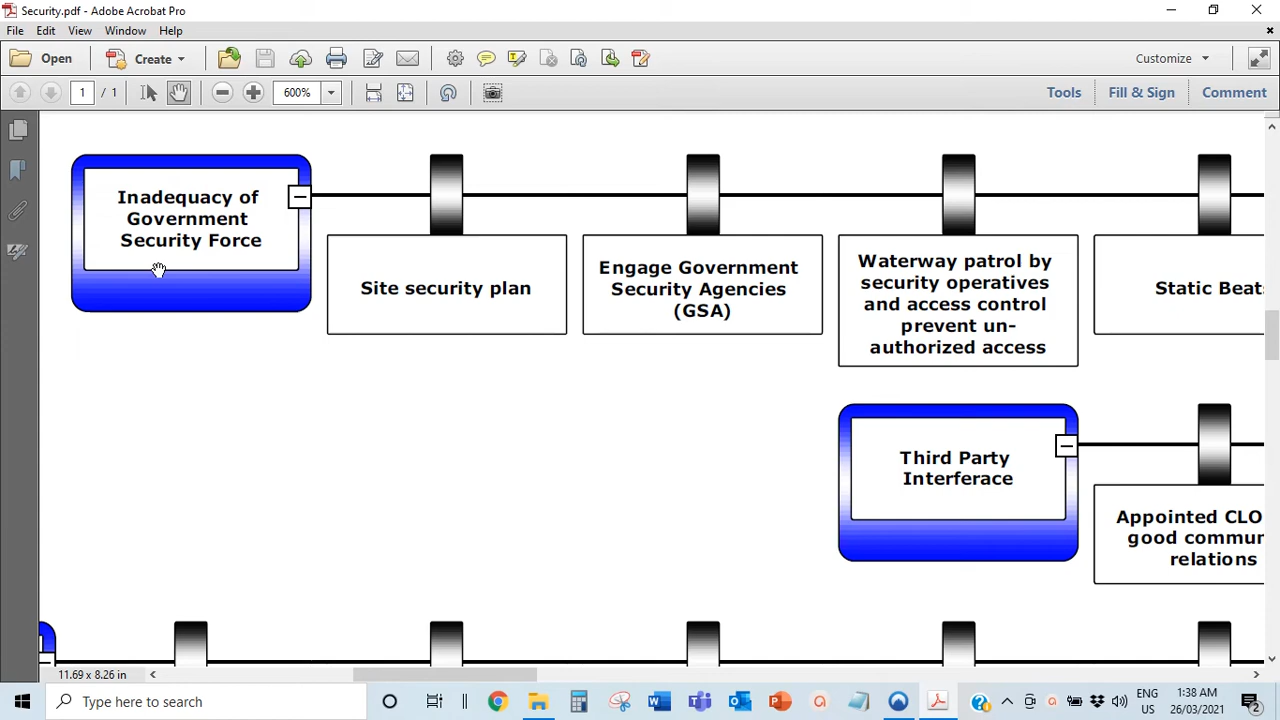 Security.pdf - Adobe Acrobat Pro
File Edit View Window Help
Open Create Customize
1 / 1 600% Tools Fill & Sign Comment
Inadequacy of
Government
Security Force
Site security plan
Engage Government
Security Agencies
(GSA)
Waterway patrol by
security operatives
and access control
prevent un-
authorized access
Static Beats
Third Party
Interferace
Appointed CLO
good commun
relations
11.69 x 8.26 in
Type here to search
ENG
US
1:38 AM
26/03/2021
2